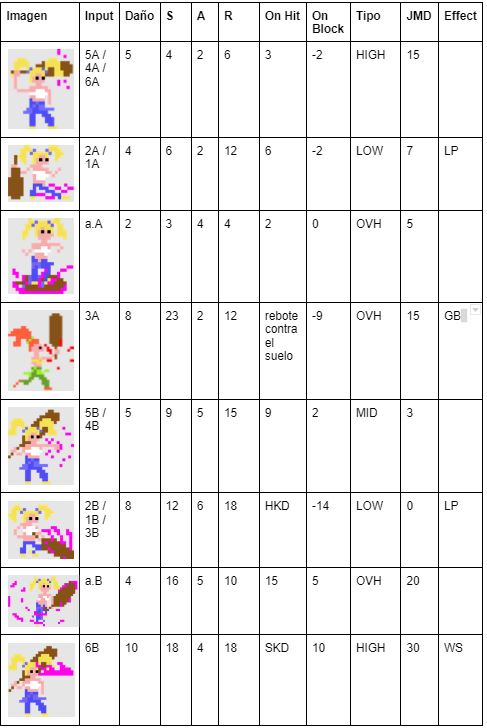 Imagen Input Daño S A R On Hit On Block Tipo JMD Effect
5A / 4A / 6A 5 4 2 6 3 -2 HIGH 15
2A / 1A 4 6 2 12 6 -2 LOW 7 LP
a.A 2 3 4 4 2 0 OVH 5
3A 8 23 2 12 rebote contra el suelo -9 OVH 15 GB
5B / 4B 5 9 5 15 9 2 MID 3
2B / 1B / 3B 8 12 6 18 HKD -14 LOW 0 LP
a.B 4 16 5 10 15 5 OVH 20
6B 10 18 4 18 SKD 10 HIGH 30 WS